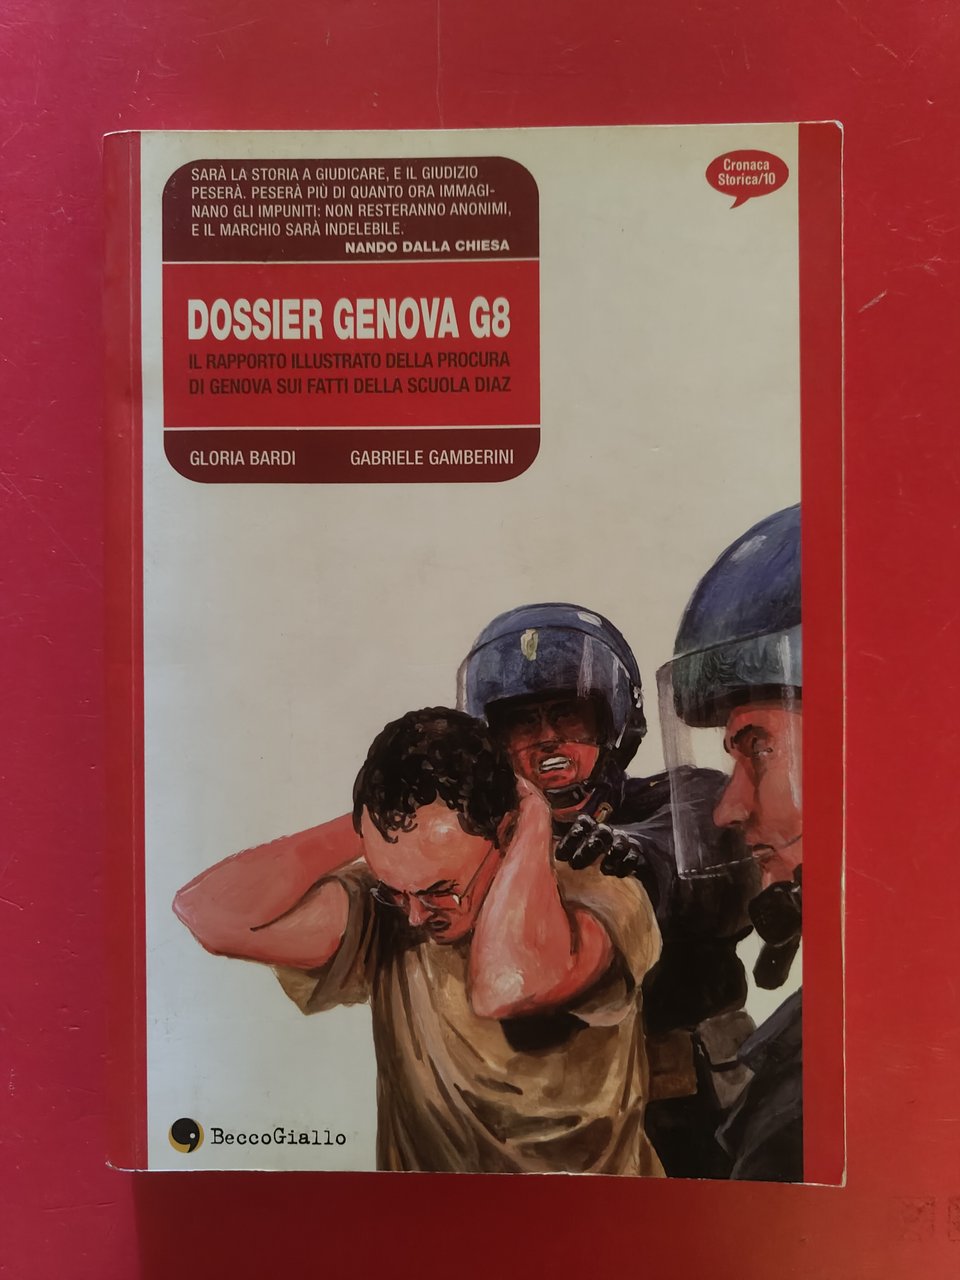 SARÀ LA STORIA A GIUDICARE, E IL GIUDIZIO
PESERÀ. PESERÀ PIÙ DI QUANTO ORA IMMAGI-
NANO GLI IMPUNITI: NON RESTERANNO ANONIMI,
E IL MARCHIO SARÀ INDELEBILE.
NANDO DALLA CHIESA
Cronaca
Storica/10
DOSSIER GENOVA G8
IL RAPPORTO ILLUSTRATO DELLA PROCURA
DI GENOVA SUI FATTI DELLA SCUOLA DIAZ
GLORIA BARDI GABRIELE GAMBERINI
BeccoGiallo